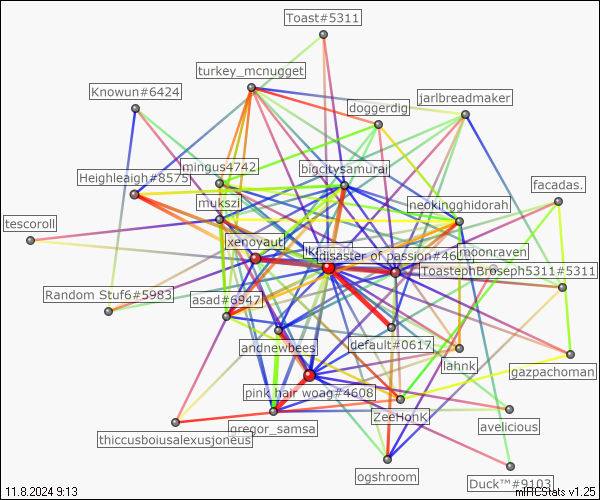 Toast#5311
turkey_mcnugget
Knowun#6424
jarlbreadmaker
doggerdig
mingus4742
bigcitysamurai
Heighleaigh#8575
facadas.
mukszi
neokingghidorah
tescoroll
xenoyautl
moonraven
disaster of passion#460
ToastephBroseph5311#5311
Random Stuf6#5983
asad#6947
andnewbees
default#0617
lahnk
gazpachoman
pink hair woag#4608
ZeeHonk
avelicious
gregor_samsa
thiccusboiusalexusjoneus
ogshroom
Duck™#9103
11.8.2024 9:13
mIRCStats v1.25